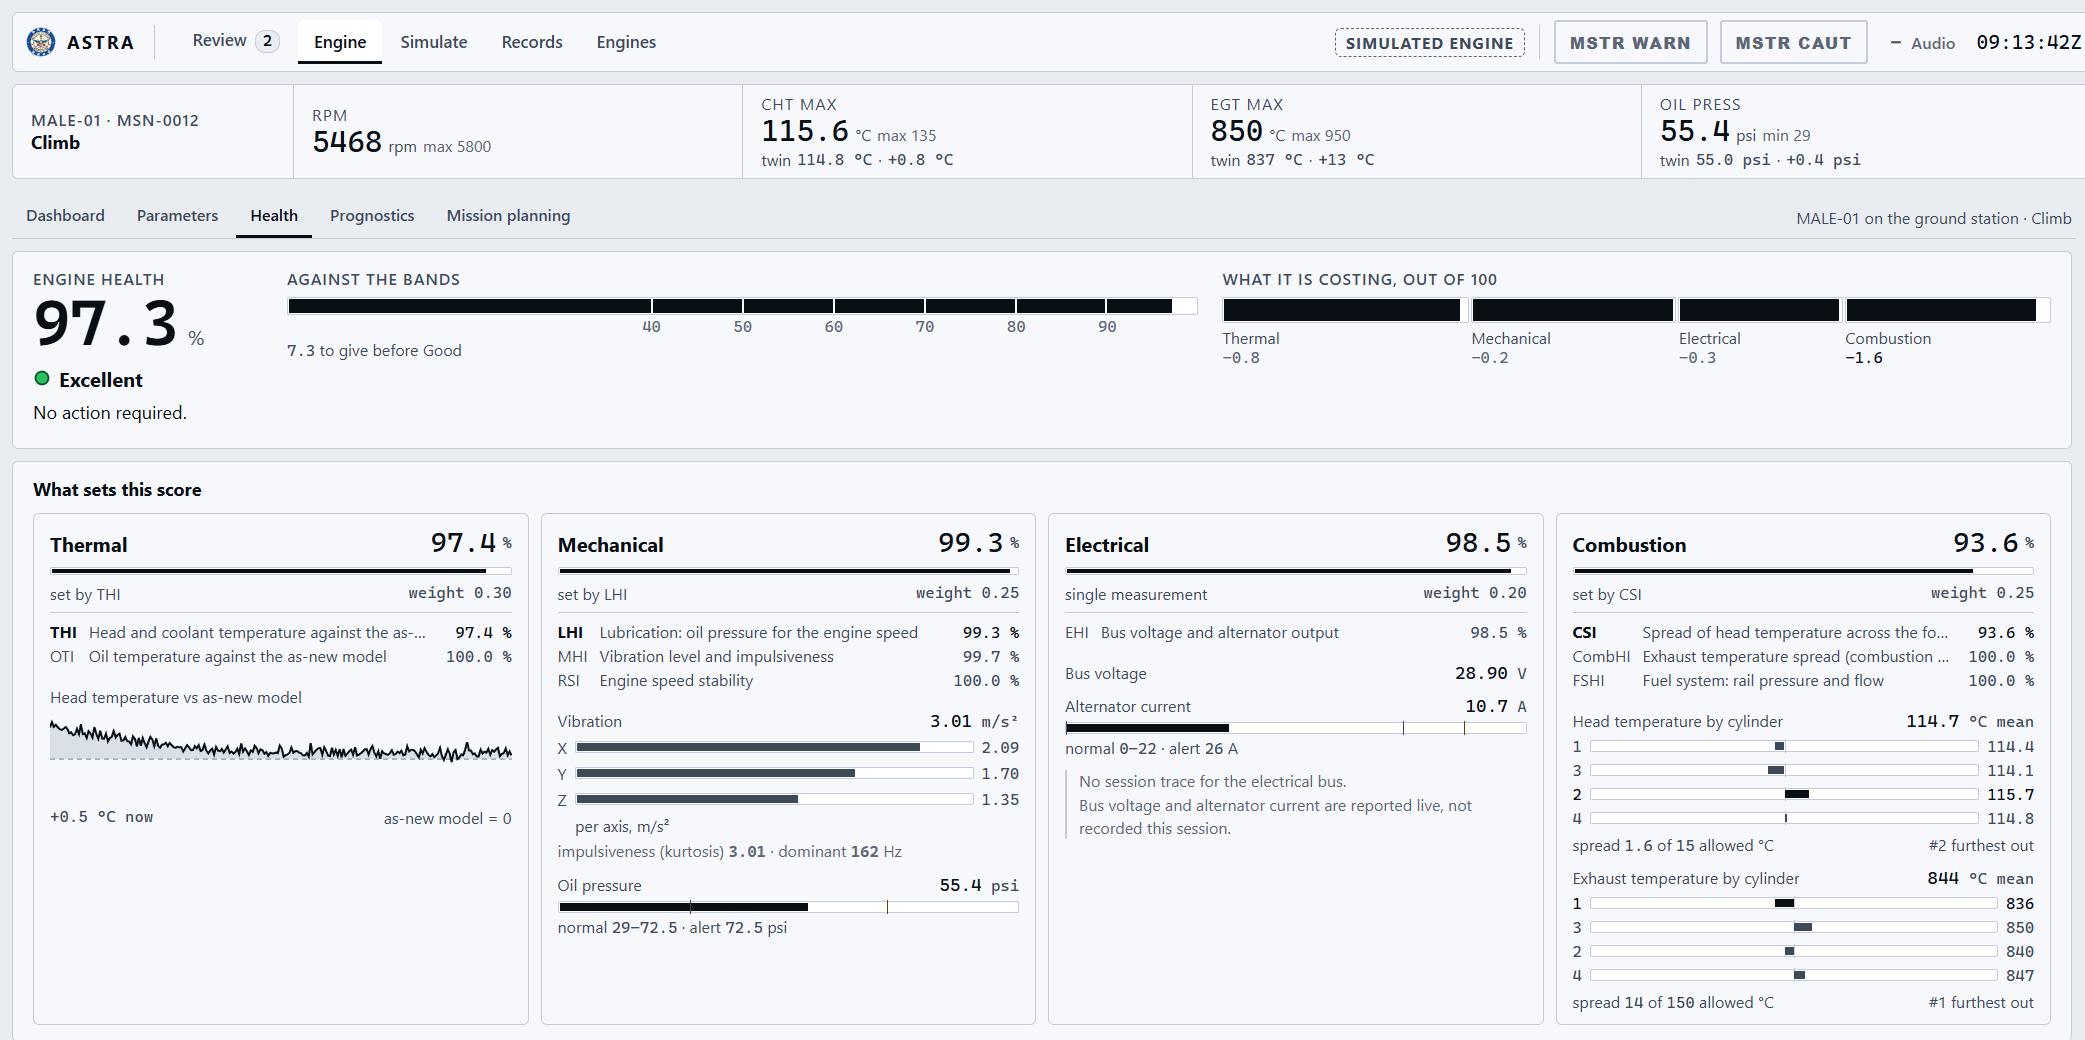 ASTRA
Review 2
Engine
Simulate
Records
Engines
SIMULATED ENGINE
MSTR WARN
MSTR CAUT
– Audio
09:13:42Z
MALE-01 · MSN-0012
Climb
RPM
5468 rpm max 5800
CHT MAX
115.6 °C max 135
twin 114.8 °C · +0.8 °C
EGT MAX
850 °C max 950
twin 837 °C · +13 °C
OIL PRESS
55.4 psi min 29
twin 55.0 psi · +0.4 psi
Dashboard
Parameters
Health
Prognostics
Mission planning
MALE-01 on the ground station · Climb
ENGINE HEALTH
97.3 %
Excellent
No action required.
AGAINST THE BANDS
40 50 60 70 80 90
7.3 to give before Good
WHAT IT IS COSTING, OUT OF 100
Thermal
−0.8
Mechanical
−0.2
Electrical
−0.3
Combustion
−1.6
What sets this score
Thermal 97.4 %
set by THI weight 0.30
THI Head and coolant temperature against the as-... 97.4 %
OTI Oil temperature against the as-new model 100.0 %
Head temperature vs as-new model
+0.5 °C now as-new model = 0
Mechanical 99.3 %
set by LHI weight 0.25
LHI Lubrication: oil pressure for the engine speed 99.3 %
MHI Vibration level and impulsiveness 99.7 %
RSI Engine speed stability 100.0 %
Vibration 3.01 m/s²
X 2.09
Y 1.70
Z 1.35
per axis, m/s²
impulsiveness (kurtosis) 3.01 · dominant 162 Hz
Oil pressure 55.4 psi
normal 29–72.5 · alert 72.5 psi
Electrical 98.5 %
single measurement weight 0.20
EHI Bus voltage and alternator output 98.5 %
Bus voltage 28.90 V
Alternator current 10.7 A
normal 0–22 · alert 26 A
No session trace for the electrical bus.
Bus voltage and alternator current are reported live, not
recorded this session.
Combustion 93.6 %
set by CSI weight 0.25
CSI Spread of head temperature across the fo... 93.6 %
CombHI Exhaust temperature spread (combustion ... 100.0 %
FSHI Fuel system: rail pressure and flow 100.0 %
Head temperature by cylinder 114.7 °C mean
1 114.4
3 114.1
2 115.7
4 114.8
spread 1.6 of 15 allowed °C #2 furthest out
Exhaust temperature by cylinder 844 °C mean
1 836
3 850
2 840
4 847
spread 14 of 150 allowed °C #1 furthest out